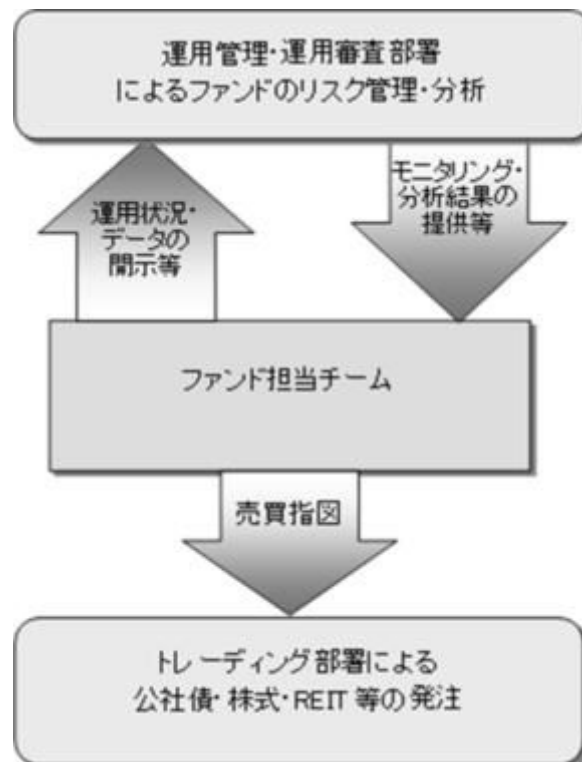 運用管理・運用審査部署
によるファンドのリスク管理・分析
運用状況・
データの
開示等
モニタリング・
分析結果の
提供等
ファンド担当チーム
売買指図
トレーディング部署による
公社債・株式・REIT等の発注